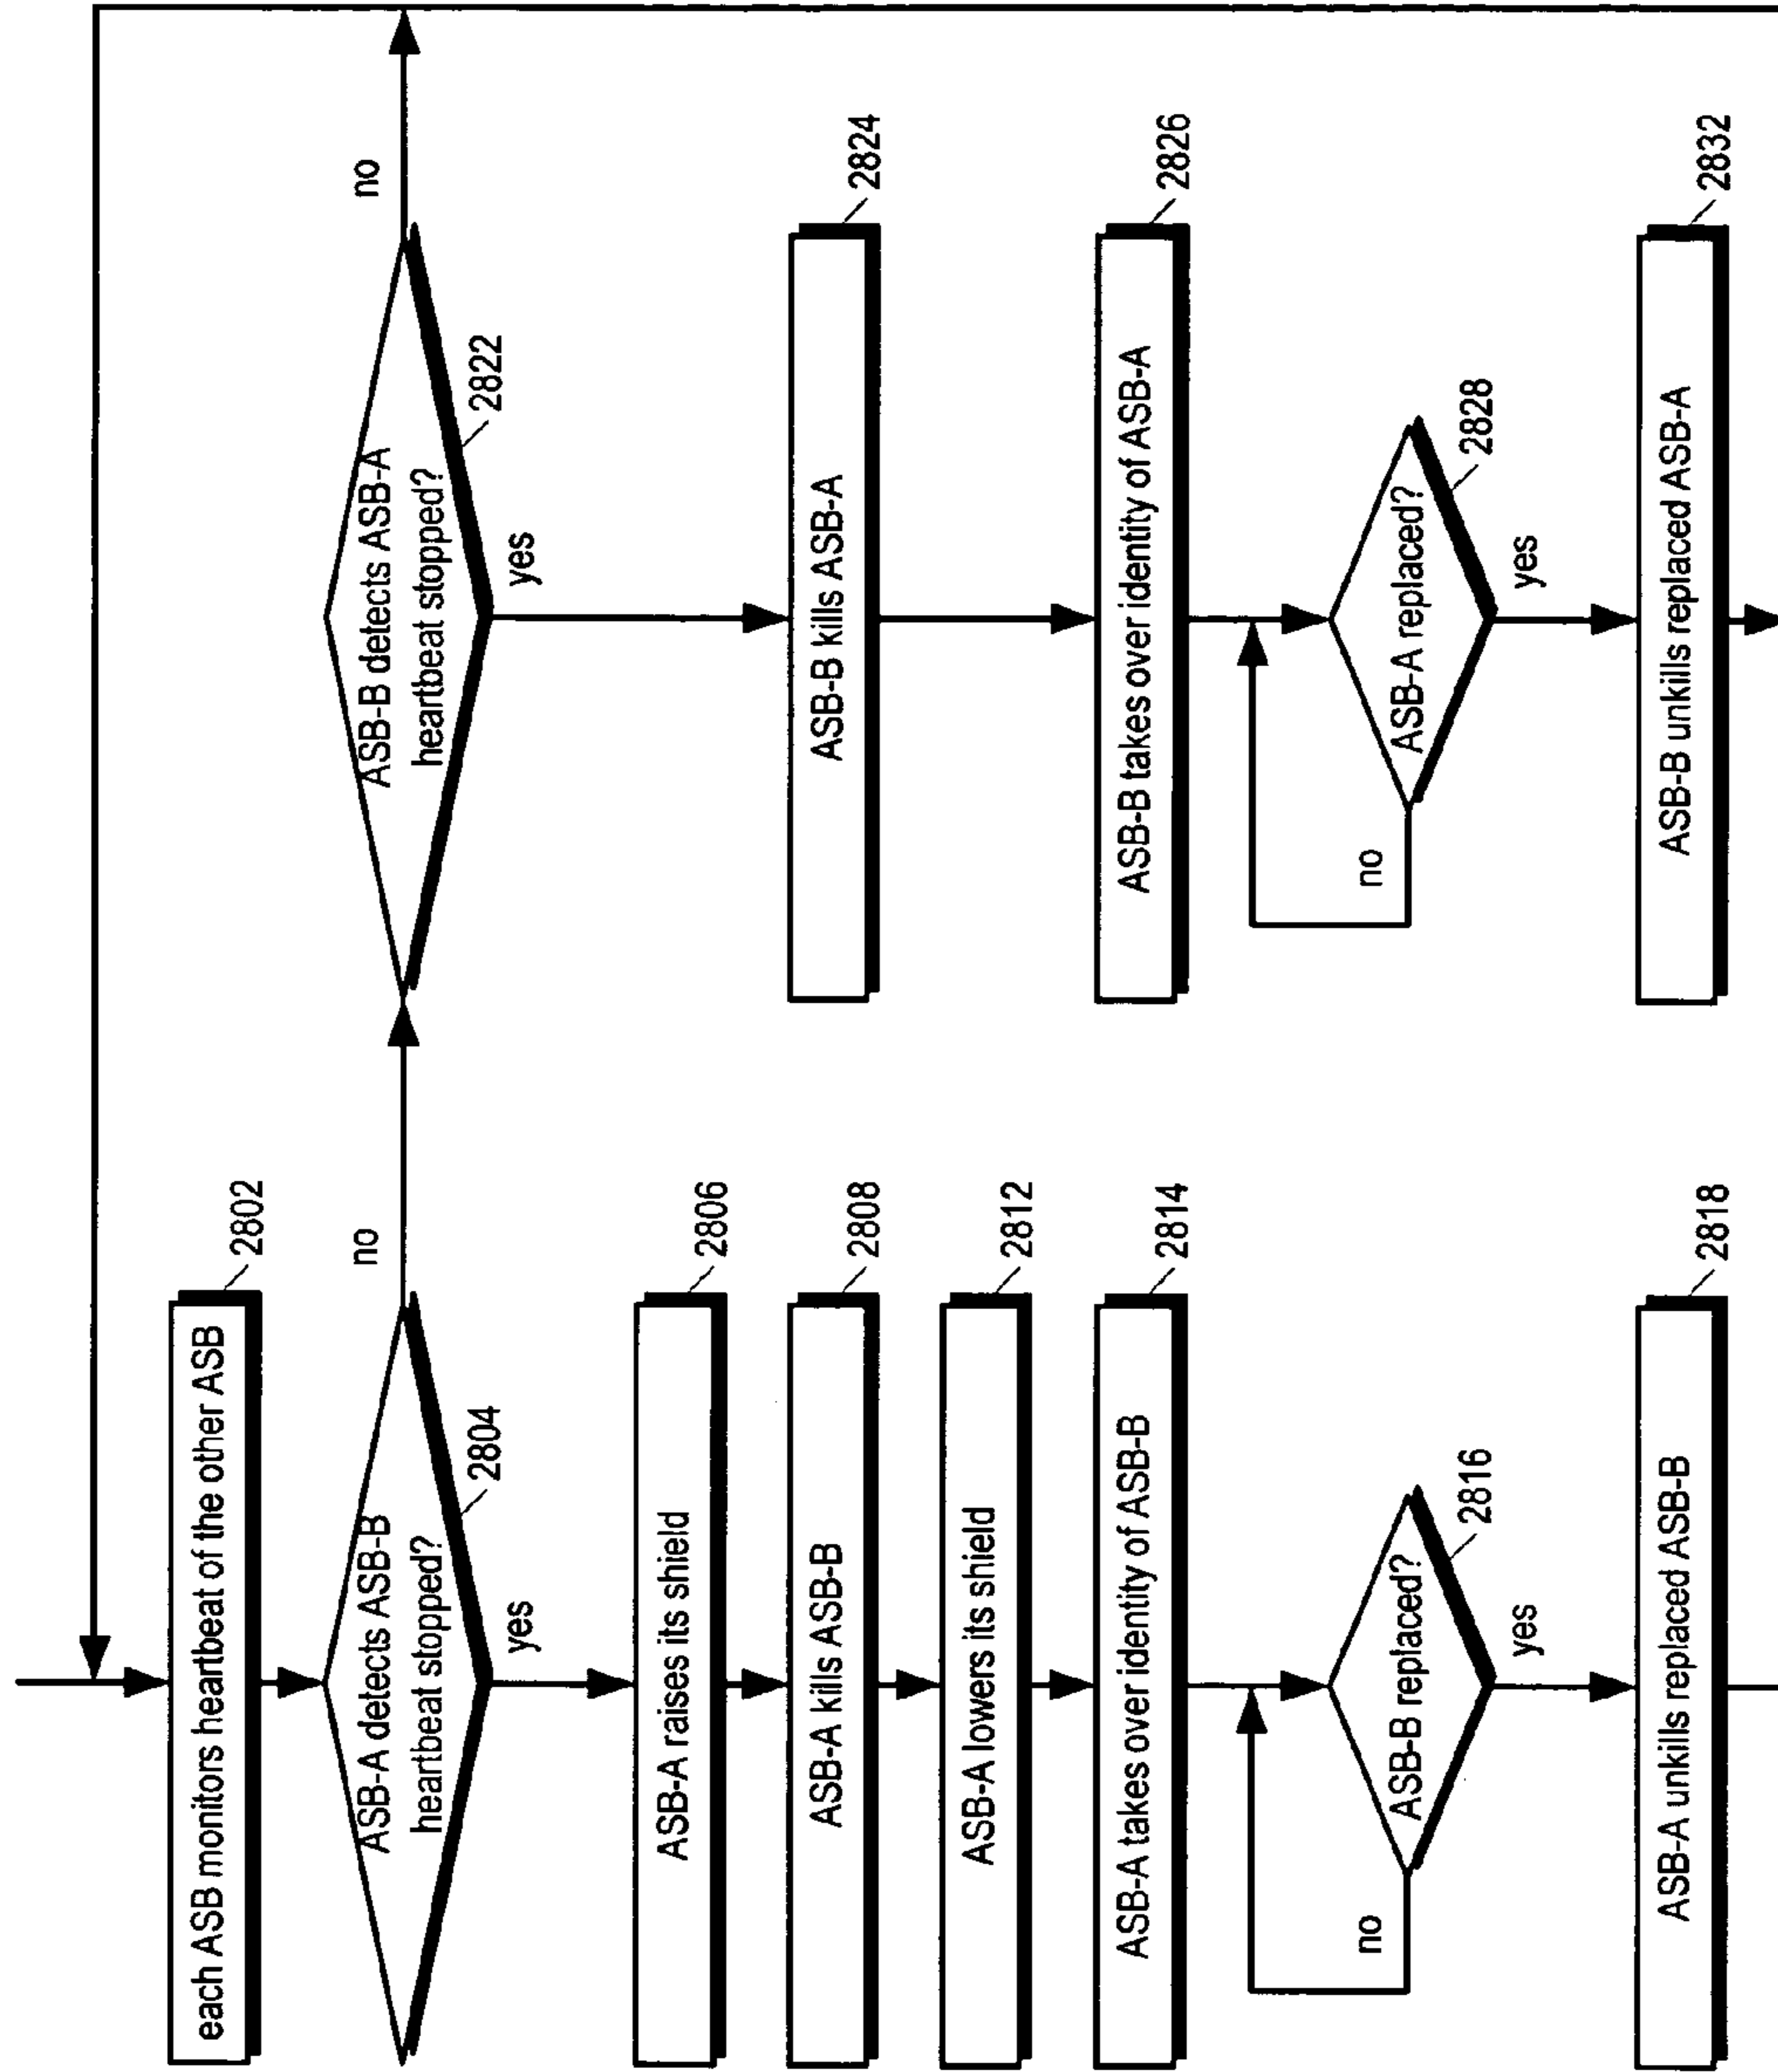 each ASB monitors heartbeat of the other ASB
2802
ASB-A detects ASB-B
heartbeat stopped?
2804
no
yes
ASB-A raises its shield
2806
ASB-A kills ASB-B
2808
ASB-A lowers its shield
2812
ASB-A takes over identity of ASB-B
2814
ASB-B replaced?
2816
no
yes
ASB-A unkills replaced ASB-B
2818
ASB-B detects ASB-A
heartbeat stopped?
2822
no
yes
ASB-B kills ASB-A
2824
ASB-B takes over identity of ASB-A
2826
ASB-A replaced?
2828
no
yes
ASB-B unkills replaced ASB-A
2832